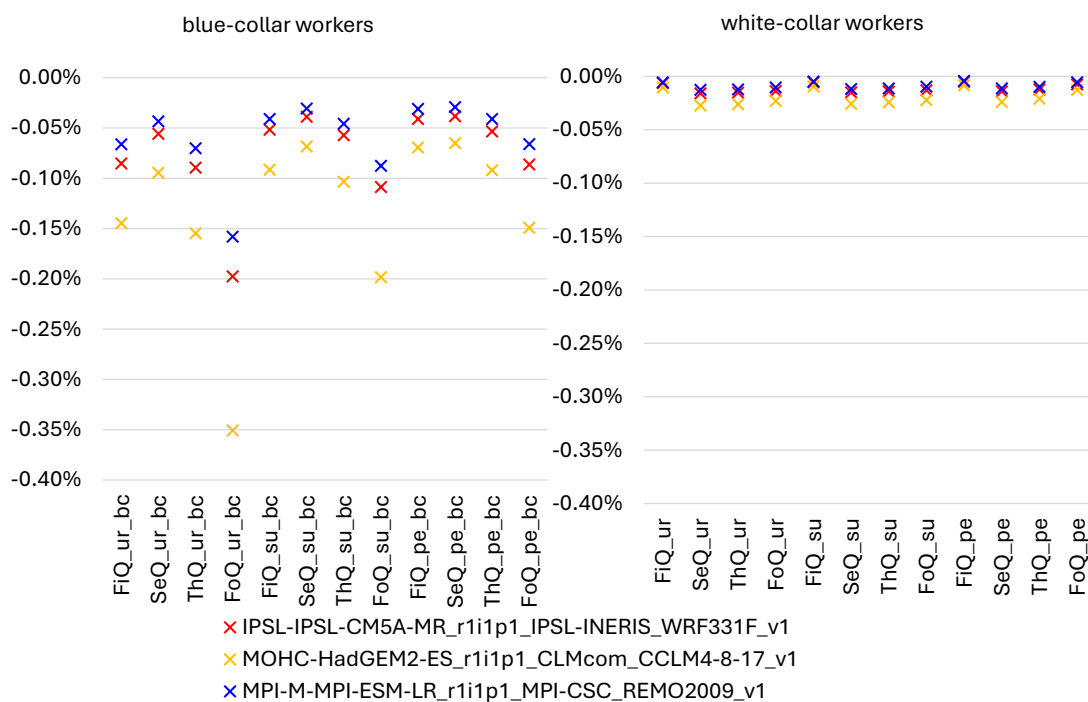 blue-collar workers
white-collar workers
0.00%
-0.05%
-0.10%
-0.15%
-0.20%
-0.25%
-0.30%
-0.35%
-0.40%
FiQ_ur_bc
SeQ_ur_bc
ThQ_ur_bc
FoQ_ur_bc
FiQ_su_bc
SeQ_su_bc
ThQ_su_bc
FoQ_su_bc
FiQ_pe_bc
SeQ_pe_bc
ThQ_pe_bc
FoQ_pe_bc
0.00%
-0.05%
-0.10%
-0.15%
-0.20%
-0.25%
-0.30%
-0.35%
-0.40%
FiQ_ur
SeQ_ur
ThQ_ur
FoQ_ur
FiQ_su
SeQ_su
ThQ_su
FoQ_su
FiQ_pe
SeQ_pe
ThQ_pe
FoQ_pe
IPSL-IPSL-CM5A-MR_r1i1p1_IPSL-INERIS_WRF331F_v1
MOHC-HadGEM2-ES_r1i1p1_CLMcom_CCLM4-8-17_v1
MPI-M-MPI-ESM-LR_r1i1p1_MPI-CSC_REMO2009_v1